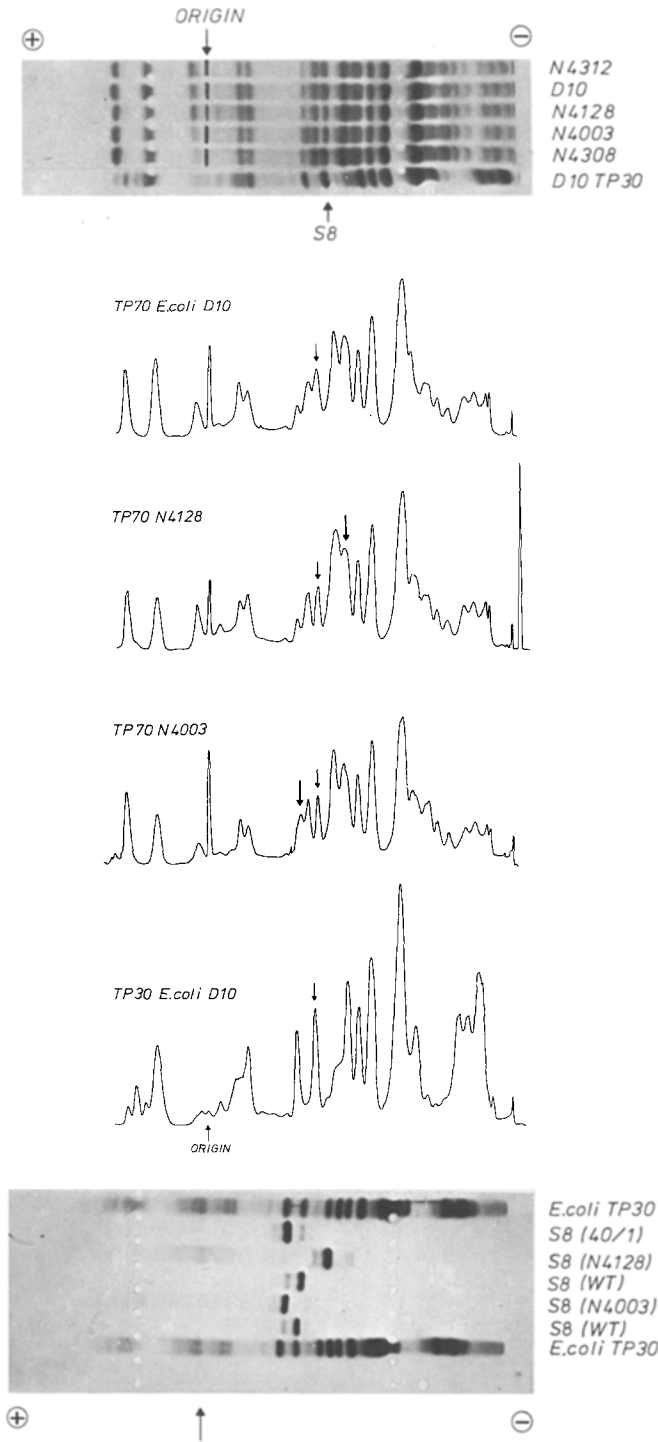 ORIGIN
⊕
⊖
N4312
D10
N4128
N4003
N4308
D10 TP30
S8
TP70 E.coli D10
TP70 N4128
TP70 N4003
TP30 E.coli D10
ORIGIN
E.coli TP30
S8 (40/1)
S8 (N4128)
S8 (WT)
S8 (N4003)
S8 (WT)
E.coli TP30
⊕
⊖